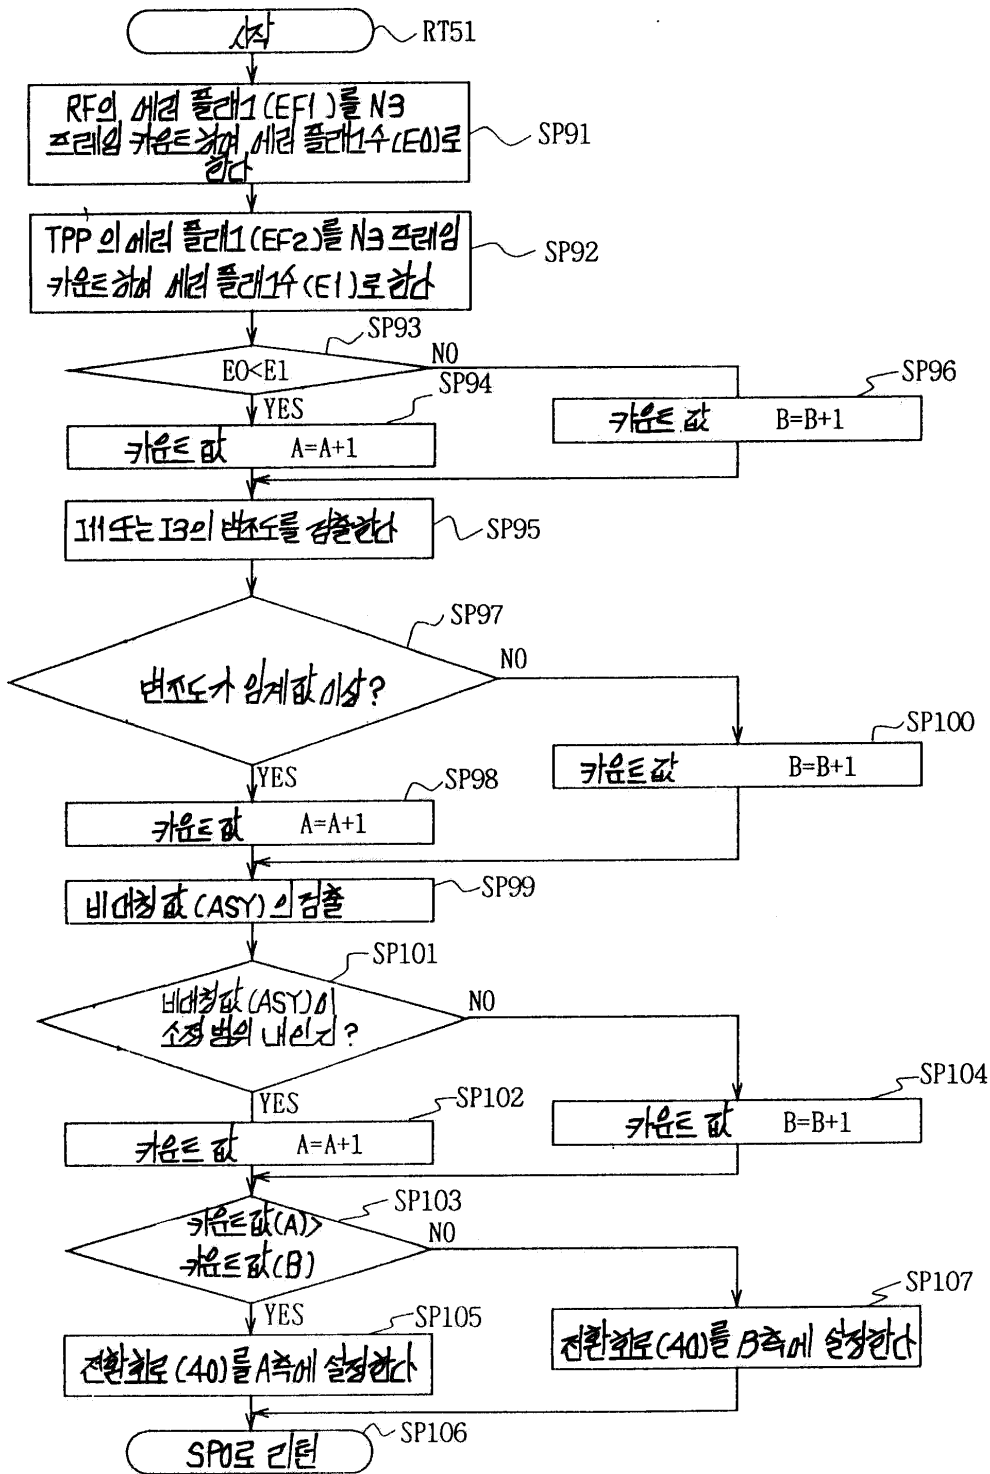 시작
RT51
RF의 에러 플래그(EF1)를 N3
프레임 카운트하여 에러 플래그수(E0)로
한다
SP91
TPP의 에러 플래그(EF2)를 N3 프레임
카운트하여 에러 플래그수(E1)로 한다
SP92
SP93
E0<E1
NO
YES
SP94
카운트 값 A=A+1
SP96
카운트 값 B=B+1
I11또는 I3의 변조도를 검출한다
SP95
SP97
변조도가 임계값 이상?
NO
YES
SP98
카운트 값 A=A+1
SP100
카운트 값 B=B+1
비대칭 값(ASY)의 검출
SP99
SP101
비대칭값(ASY)이
소정 범위 내인지?
NO
YES
SP102
카운트 값 A=A+1
SP104
카운트 값 B=B+1
SP103
카운트값(A)>
카운트값(B)
NO
YES
SP105
전환회로(40)를 A측에 설정한다
SP107
전환회로(40)를 B측에 설정한다
SP106
SP0로 리턴